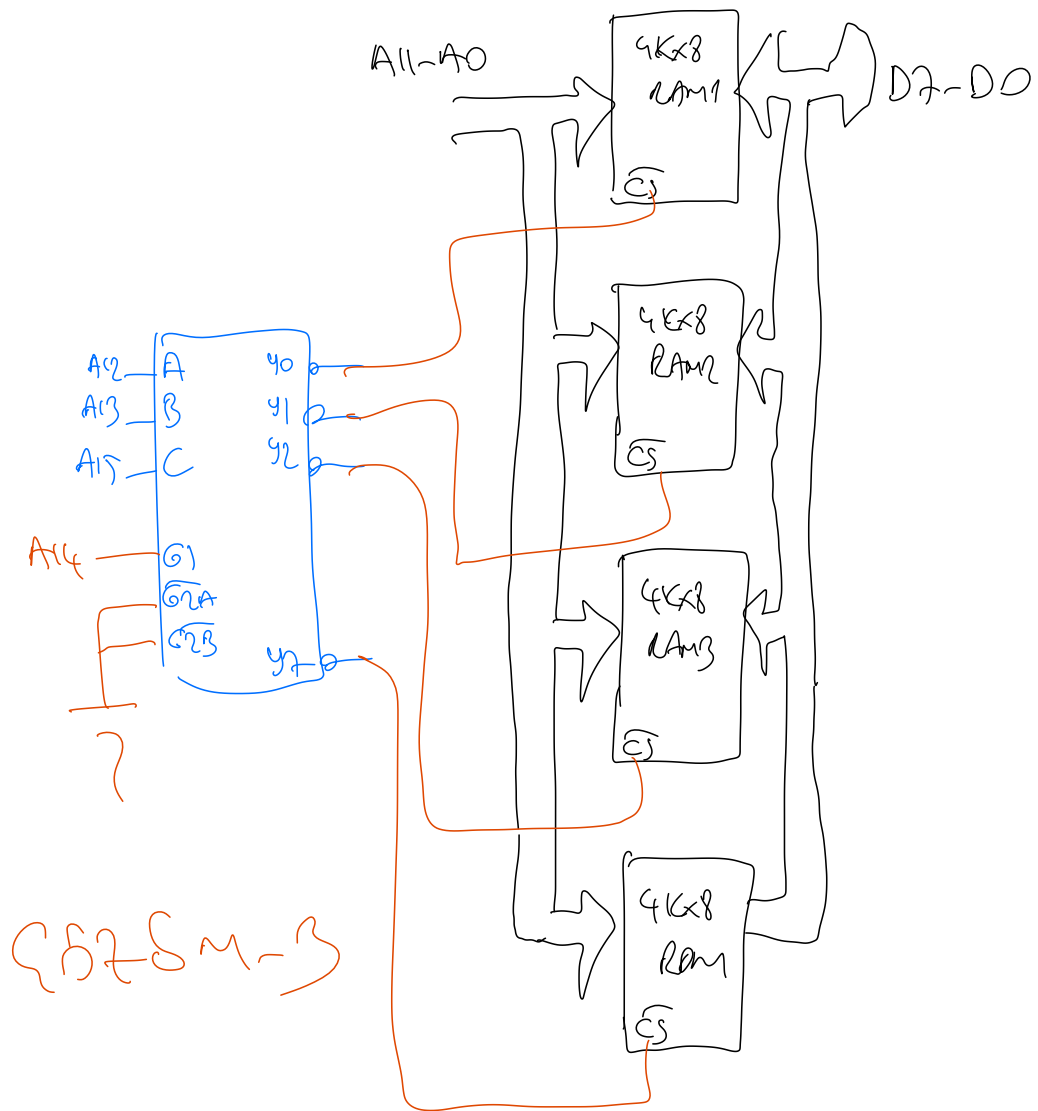 A11-A0
4Kx8
RAM1
CS
D7-D0
4Kx8
RAM2
CS
A12
A
Y0
A13
B
Y1
A15
C
Y2
A14
G1
G2A
G2B
Y7
4Kx8
RAM3
CS
4Kx8
ROM
CS